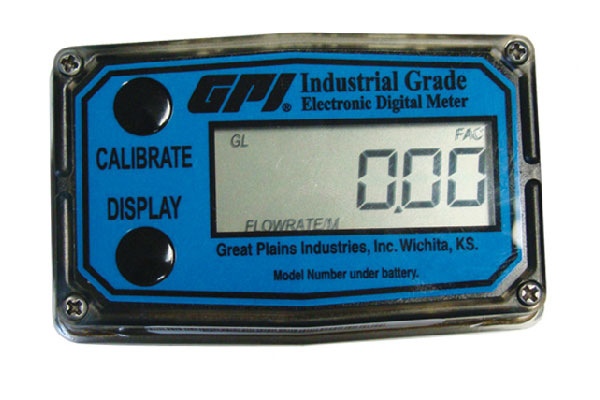 GPI® Industrial Grade
Electronic Digital Meter
CALIBRATE
GL FAC
0.00
DISPLAY
FLOWRATE/M
Great Plains Industries, Inc. Wichita, KS.
Model Number under battery.